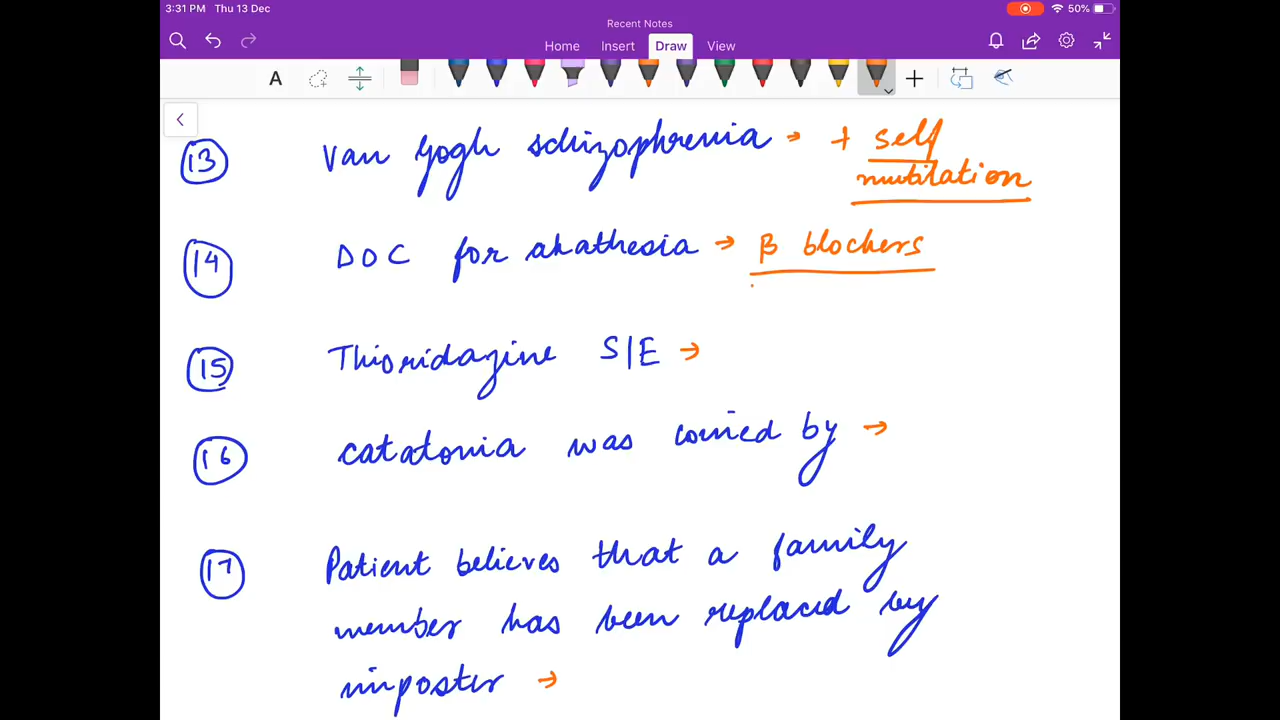 3:31 PM Thu 13 Dec
50%
Recent Notes
Home Insert Draw View
A
13 Van Gogh schizophrenia → + self
mutilation
14 DOC for akathesia → β blockers
15 Thioridazine S/E →
16 catatonia was coined by →
17 Patient believes that a family
member has been replaced by
imposter →